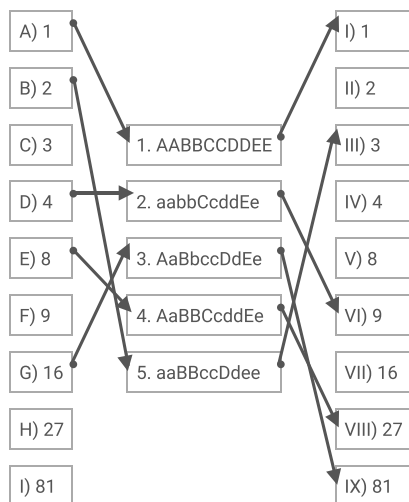 A) 1
B) 2
C) 3
D) 4
E) 8
F) 9
G) 16
H) 27
I) 81
1. AABBCCDDEE
2. aabbCcddEe
3. AaBbccDdEe
4. AaBBCcddEe
5. aaBBccDdee
I) 1
II) 2
III) 3
IV) 4
V) 8
VI) 9
VII) 16
VIII) 27
IX) 81